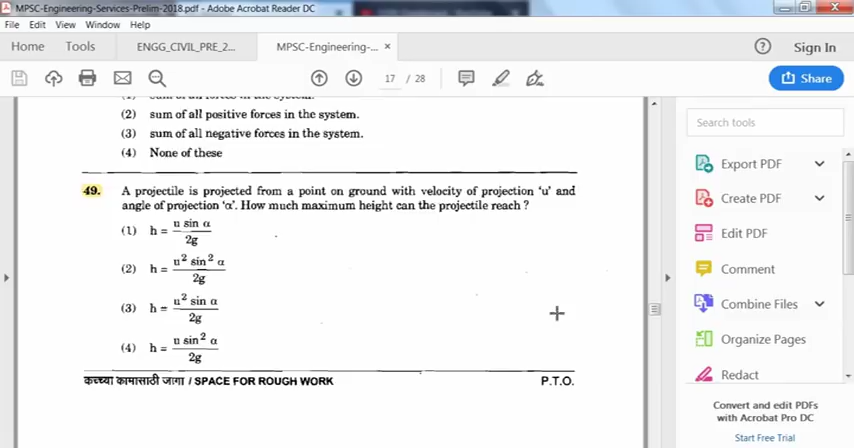 MPSC-Engineering-Services-Prelim-2018.pdf - Adobe Acrobat Reader DC
File Edit View Window Help
Home Tools ENGG_CIVIL_PRE_2... MPSC-Engineering-... × Sign In
17 / 28 Share
(2) sum of all positive forces in the system.
(3) sum of all negative forces in the system.
(4) None of these
49. A projectile is projected from a point on ground with velocity of projection 'u' and
angle of projection 'α'. How much maximum height can the projectile reach ?
(1) h = u sin α / 2g
(2) h = u² sin² α / 2g
(3) h = u² sin α / 2g
(4) h = u sin² α / 2g
कच्च्या कामासाठी जागा / SPACE FOR ROUGH WORK P.T.O.
Search tools
Export PDF
Create PDF
Edit PDF
Comment
Combine Files
Organize Pages
Redact
Convert and edit PDFs
with Acrobat Pro DC
Start Free Trial